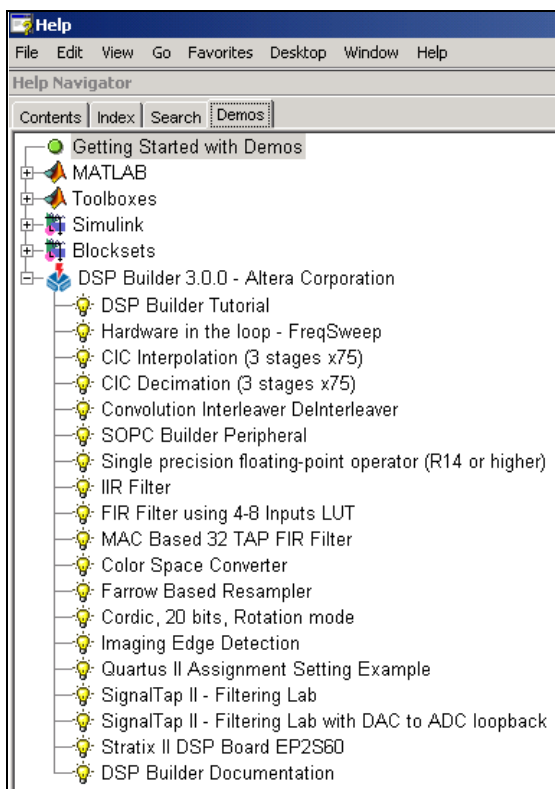 Help
File Edit View Go Favorites Desktop Window Help
Help Navigator
Contents Index Search Demos
Getting Started with Demos
MATLAB
Toolboxes
Simulink
Blocksets
DSP Builder 3.0.0 - Altera Corporation
DSP Builder Tutorial
Hardware in the loop - FreqSweep
CIC Interpolation (3 stages x75)
CIC Decimation (3 stages x75)
Convolution Interleaver DeInterleaver
SOPC Builder Peripheral
Single precision floating-point operator (R14 or higher)
IIR Filter
FIR Filter using 4-8 Inputs LUT
MAC Based 32 TAP FIR Filter
Color Space Converter
Farrow Based Resampler
Cordic, 20 bits, Rotation mode
Imaging Edge Detection
Quartus II Assignment Setting Example
SignalTap II - Filtering Lab
SignalTap II - Filtering Lab with DAC to ADC loopback
Stratix II DSP Board EP2S60
DSP Builder Documentation